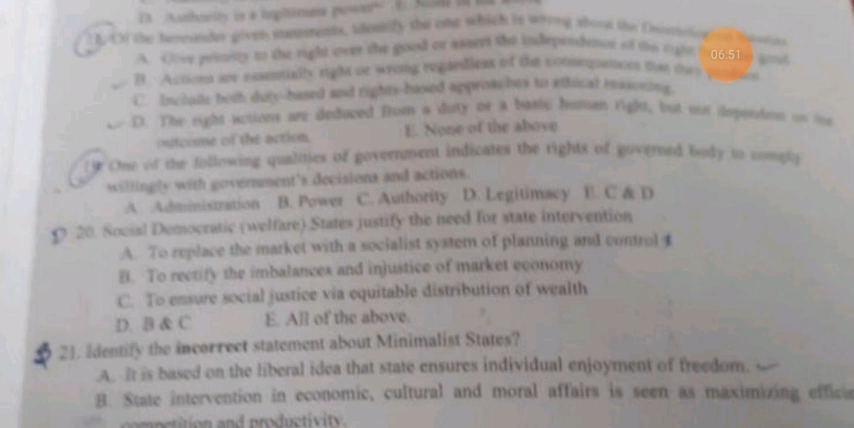 D. Authority is a legitimate power E. None of the above
18. Of the hereunder given statements, identify the one which is wrong about the
A. Give priority to the right over the good or assert the independence of the right good
B. Actions are essentially right or wrong regardless of the consequences that they
C. Include both duty-based and rights-based approaches to ethical reasoning.
D. The right actions are deduced from a duty or a basic human right, but not dependent on the
outcome of the action. E. None of the above
19 One of the following qualities of government indicates the rights of governed body to comply
willingly with government's decisions and actions.
A. Administration B. Power C. Authority D. Legitimacy E. C & D
D 20. Social Democratic (welfare) States justify the need for state intervention
A. To replace the market with a socialist system of planning and control
B. To rectify the imbalances and injustice of market economy
C. To ensure social justice via equitable distribution of wealth
D. B & C E. All of the above.
21. Identify the incorrect statement about Minimalist States?
A. It is based on the liberal idea that state ensures individual enjoyment of freedom.
B. State intervention in economic, cultural and moral affairs is seen as maximizing
competition and productivity.
06:51